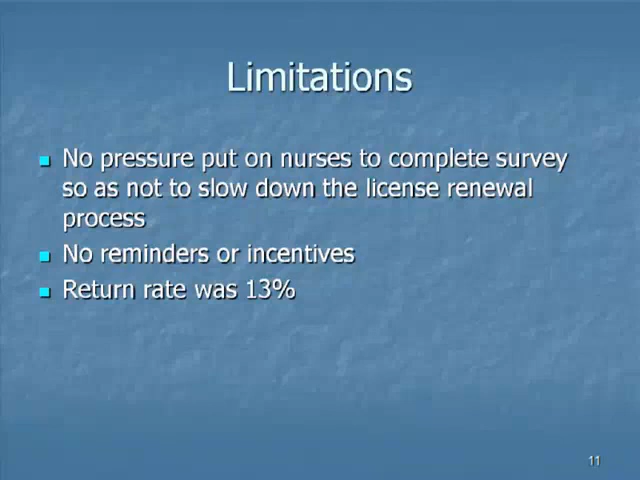 Limitations
No pressure put on nurses to complete survey
so as not to slow down the license renewal
process
No reminders or incentives
Return rate was 13%
11